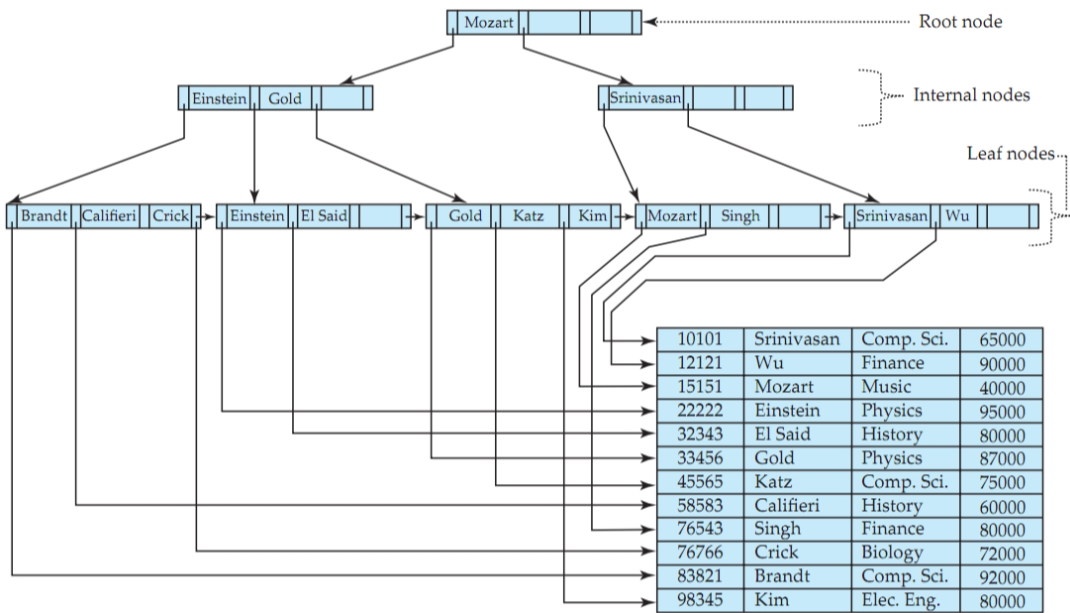 Mozart
Root node
Einstein Gold
Srinivasan
Internal nodes
Leaf nodes
Brandt Califieri Crick
Einstein El Said
Gold Katz Kim
Mozart Singh
Srinivasan Wu
10101 Srinivasan Comp. Sci. 65000
12121 Wu Finance 90000
15151 Mozart Music 40000
22222 Einstein Physics 95000
32343 El Said History 80000
33456 Gold Physics 87000
45565 Katz Comp. Sci. 75000
58583 Califieri History 60000
76543 Singh Finance 80000
76766 Crick Biology 72000
83821 Brandt Comp. Sci. 92000
98345 Kim Elec. Eng. 80000